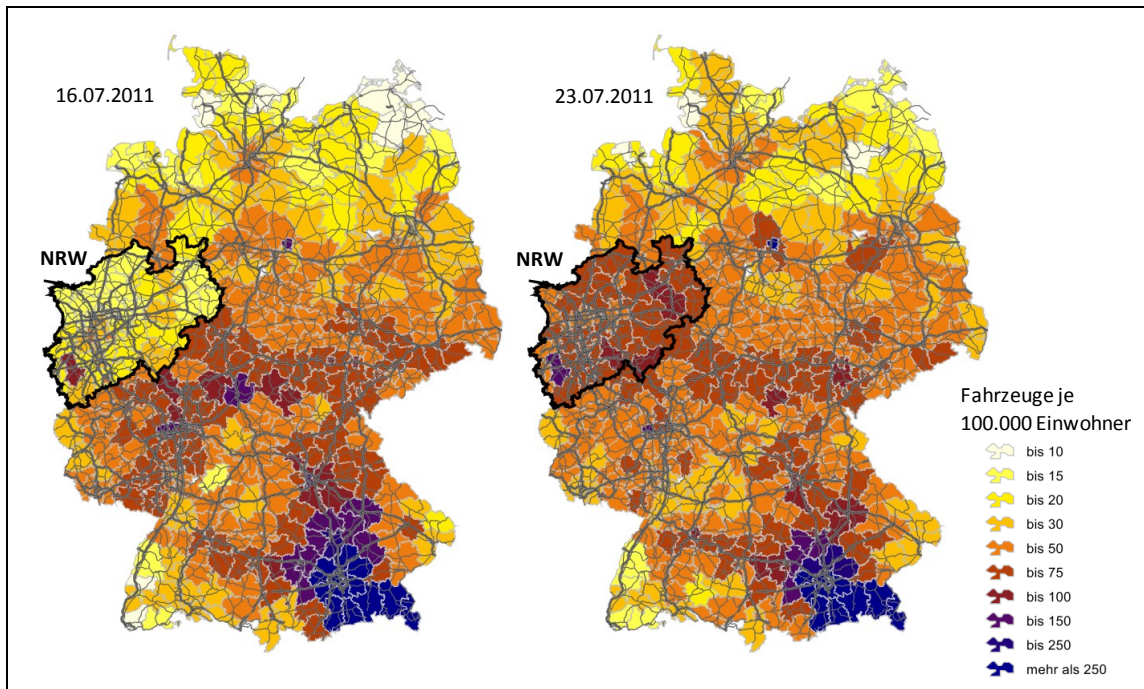 16.07.2011
23.07.2011
NRW
NRW
Fahrzeuge je
100.000 Einwohner
bis 10
bis 15
bis 20
bis 30
bis 50
bis 75
bis 100
bis 150
bis 250
mehr als 250